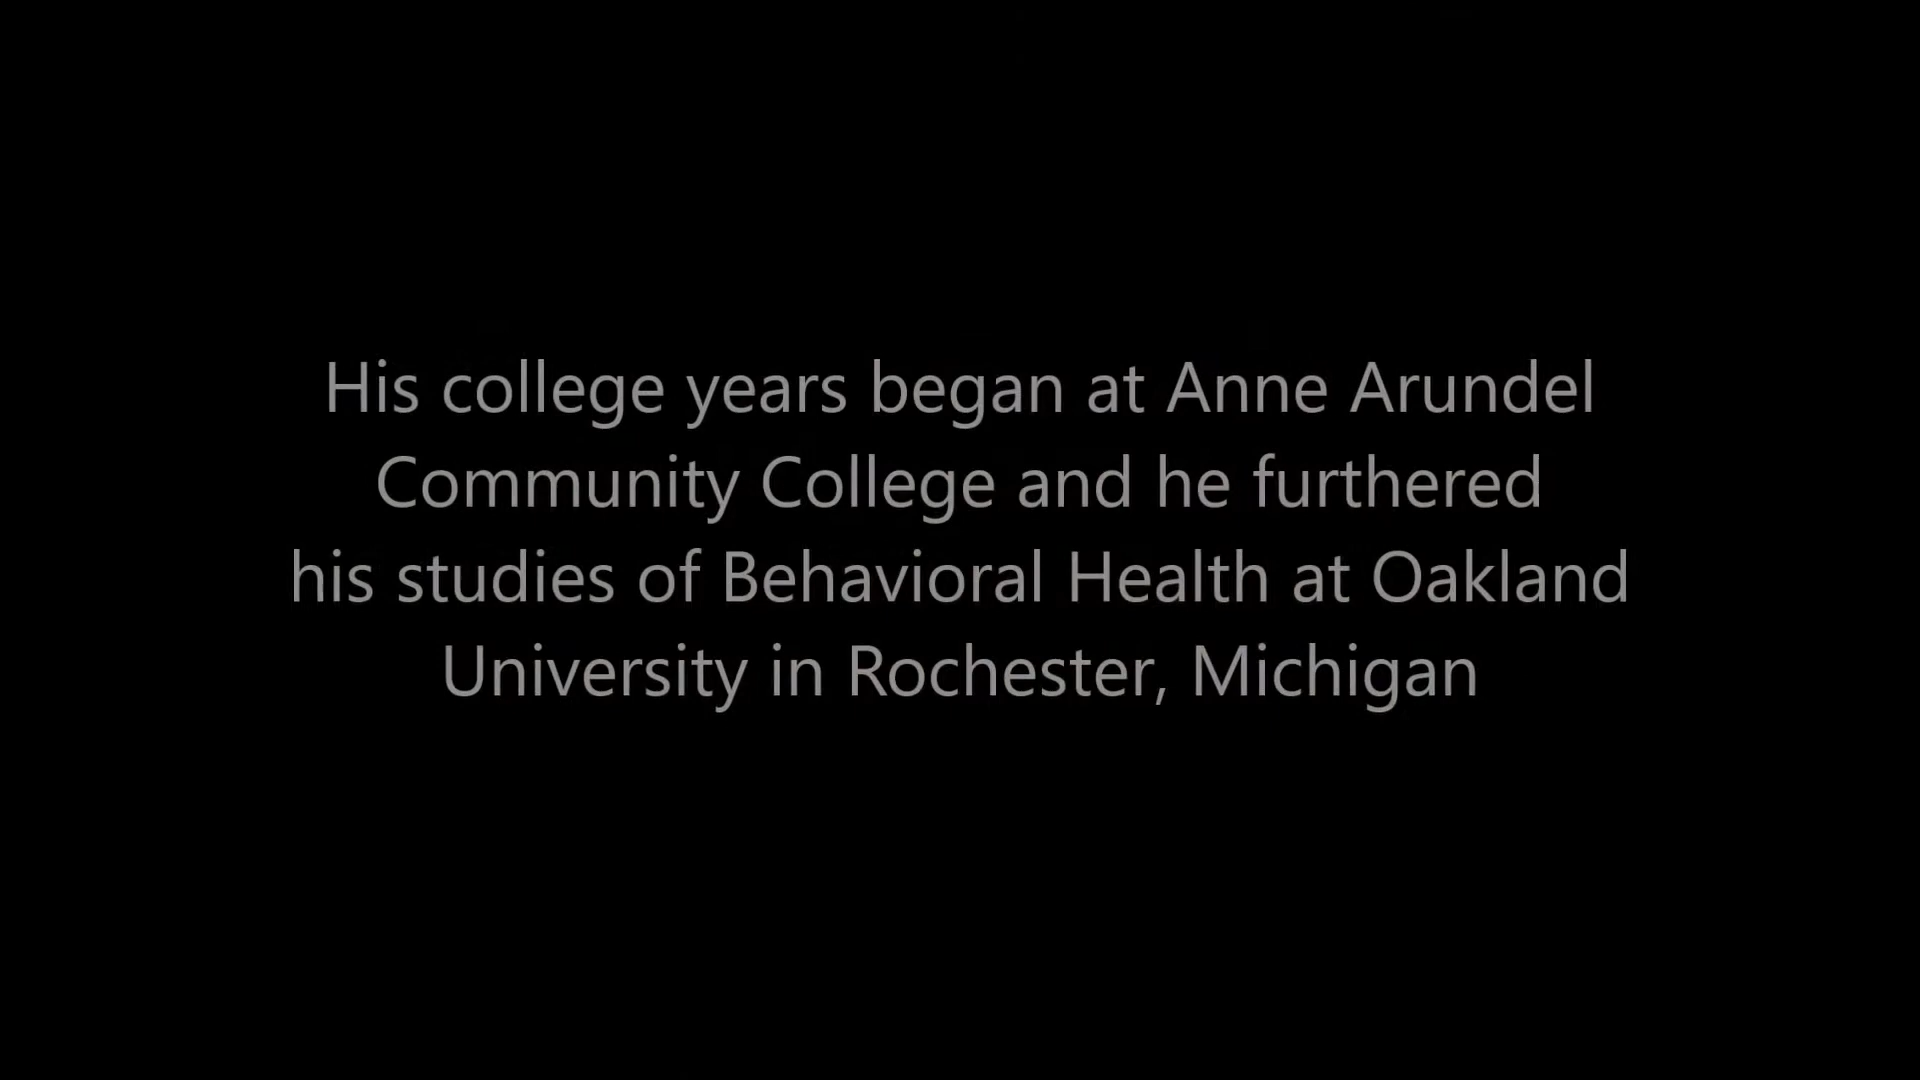 His college years began at Anne Arundel
Community College and he furthered
his studies of Behavioral Health at Oakland
University in Rochester, Michigan